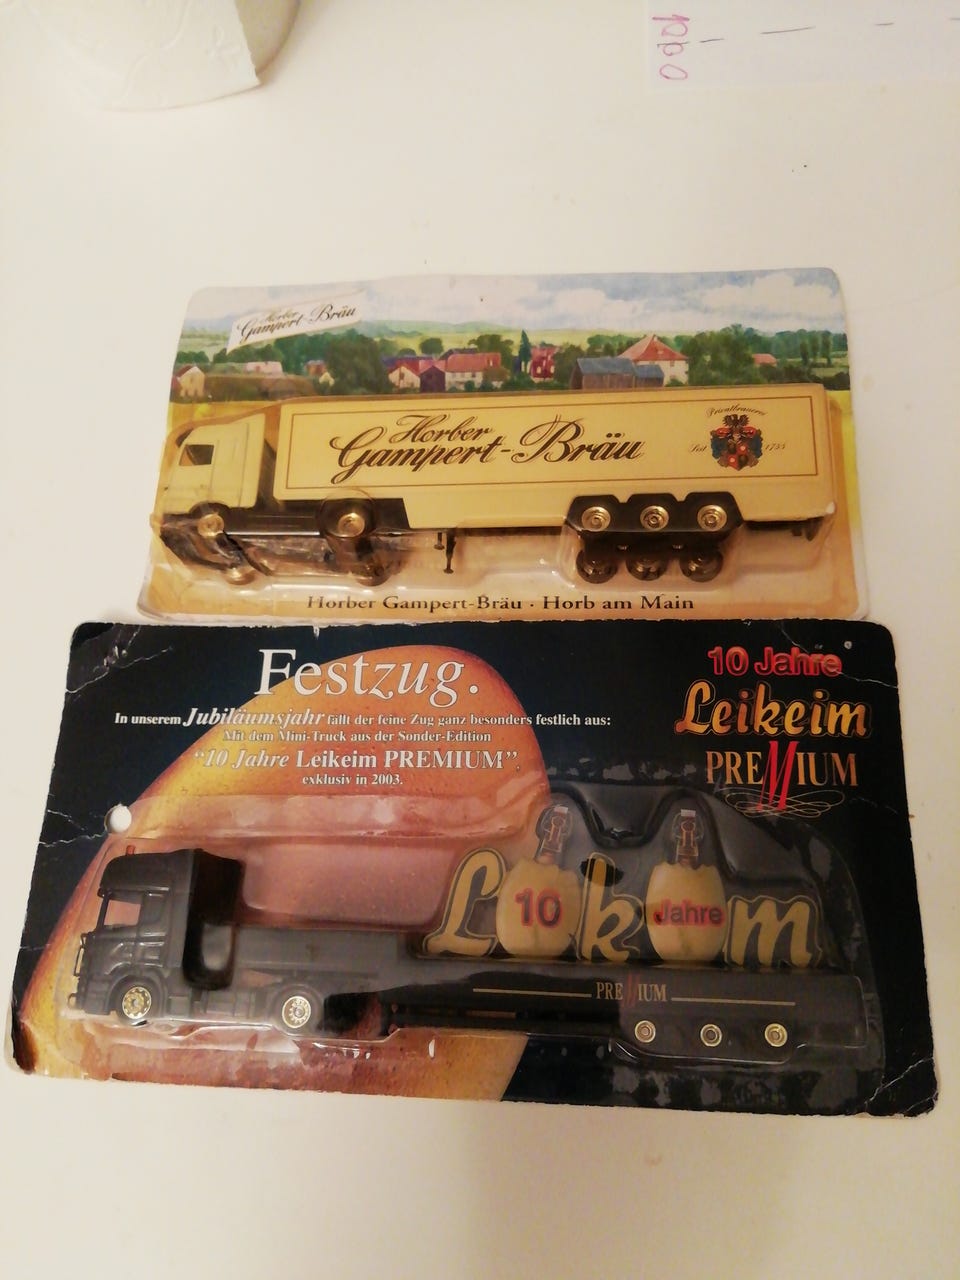 1000
Horber
Gampert-Bräu
Horber
Gampert-Bräu
Privatbrauerei
Seit 1755
Horber Gampert-Bräu · Horb am Main
Festzug.
In unserem Jubiläumsjahr fällt der feine Zug ganz besonders festlich aus:
Mit dem Mini-Truck aus der Sonder-Edition
"10 Jahre Leikeim PREMIUM",
exklusiv in 2003.
10 Jahre
Leikeim
PREMIUM
L k m
10 Jahre
PREMIUM